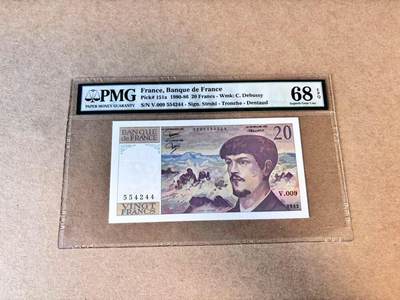 PMG
PAPER MONEY GUARANTY
France, Banque de France
Pick# 151a 1980-86 20 Francs - Wmk: C. Debussy
S/N V.009 554244 - Sign. Strohl - Tronche - Dentaud
68 EPQ
Superb Gem Unc
BANQUE
DE FRANCE
20
V.009
554244
VINGT
FRANCS